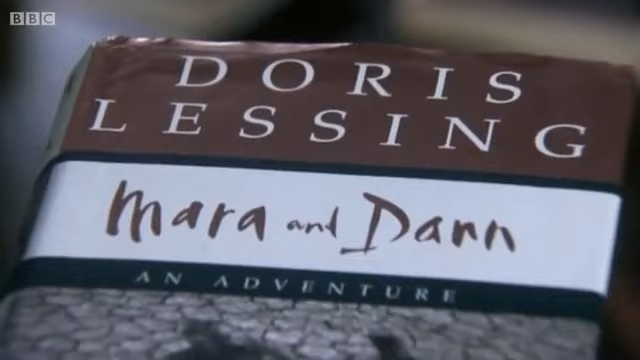 BBC
DORIS
LESSING
Mara and Dann
AN ADVENTURE